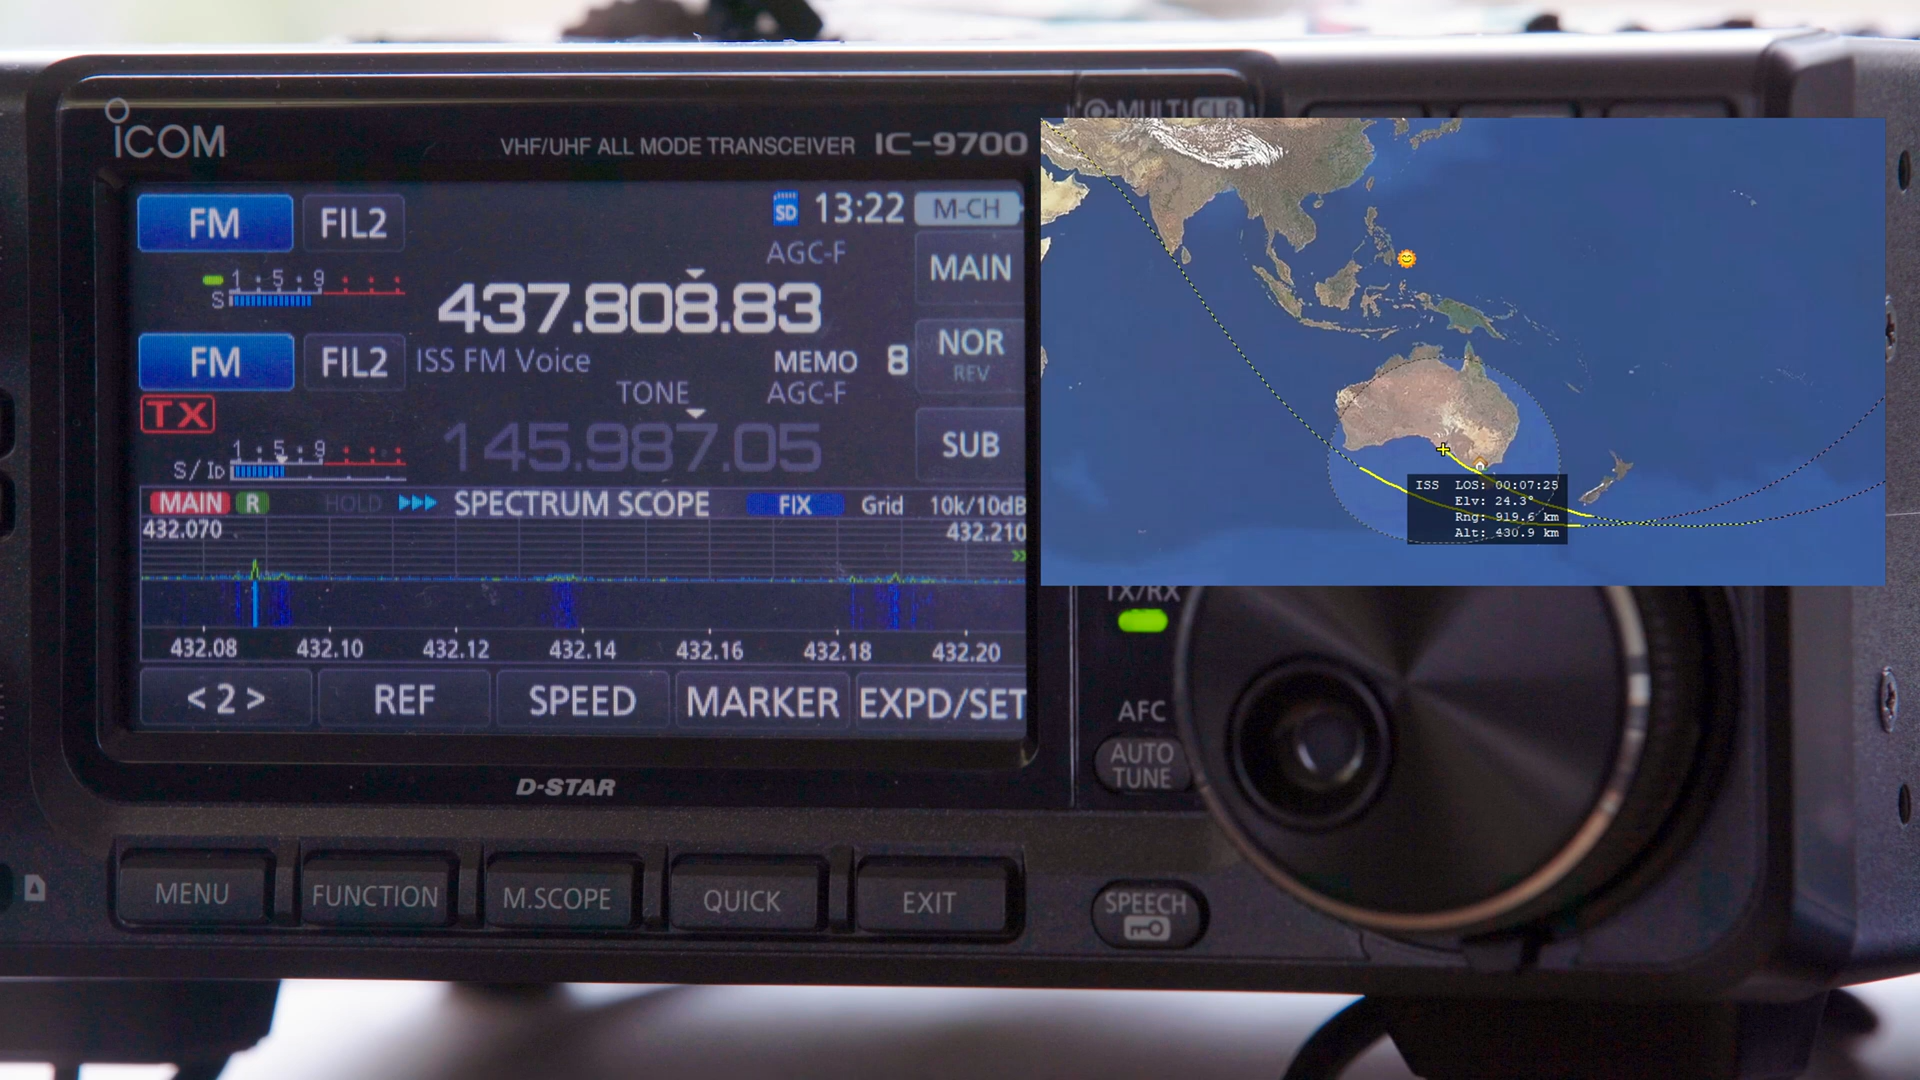 ICOM
VHF/UHF ALL MODE TRANSCEIVER IC-9700
MULTI CLR
FM FIL2 SD 13:22 M-CH
AGC-F
MAIN
S 1 : 5 : 9
437.808.83
FM FIL2 ISS FM Voice MEMO 8
NOR
REV
TONE AGC-F
TX
S/ID 1 : 5 : 9
145.987.05
SUB
MAIN R HOLD SPECTRUM SCOPE FIX Grid 10k/10dB
432.070 432.210
432.08 432.10 432.12 432.14 432.16 432.18 432.20
< 2 > REF SPEED MARKER EXPD/SET
D-STAR
MENU FUNCTION M.SCOPE QUICK EXIT
ISS LOS: 00:07:25
Elv: 24.3°
Rng: 919.6 km
Alt: 430.9 km
TX/RX
AFC
AUTO
TUNE
SPEECH